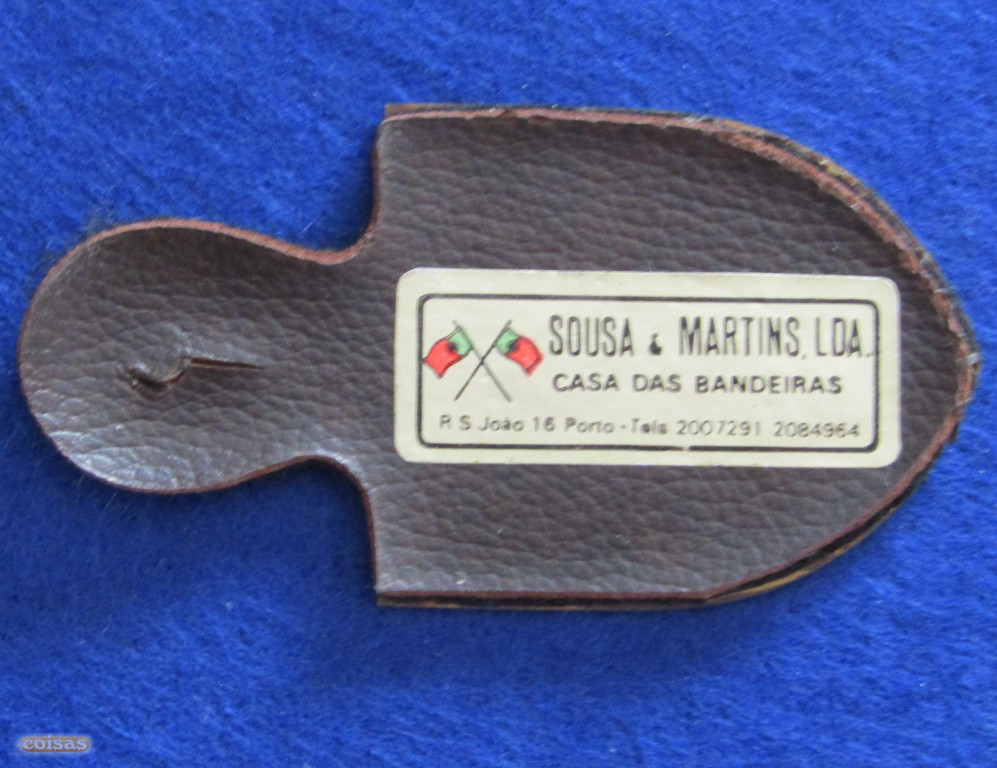 SOUSA & MARTINS, LDA.
CASA DAS BANDEIRAS
R S João 16 Porto - Tels 2007291 2084964
coisas